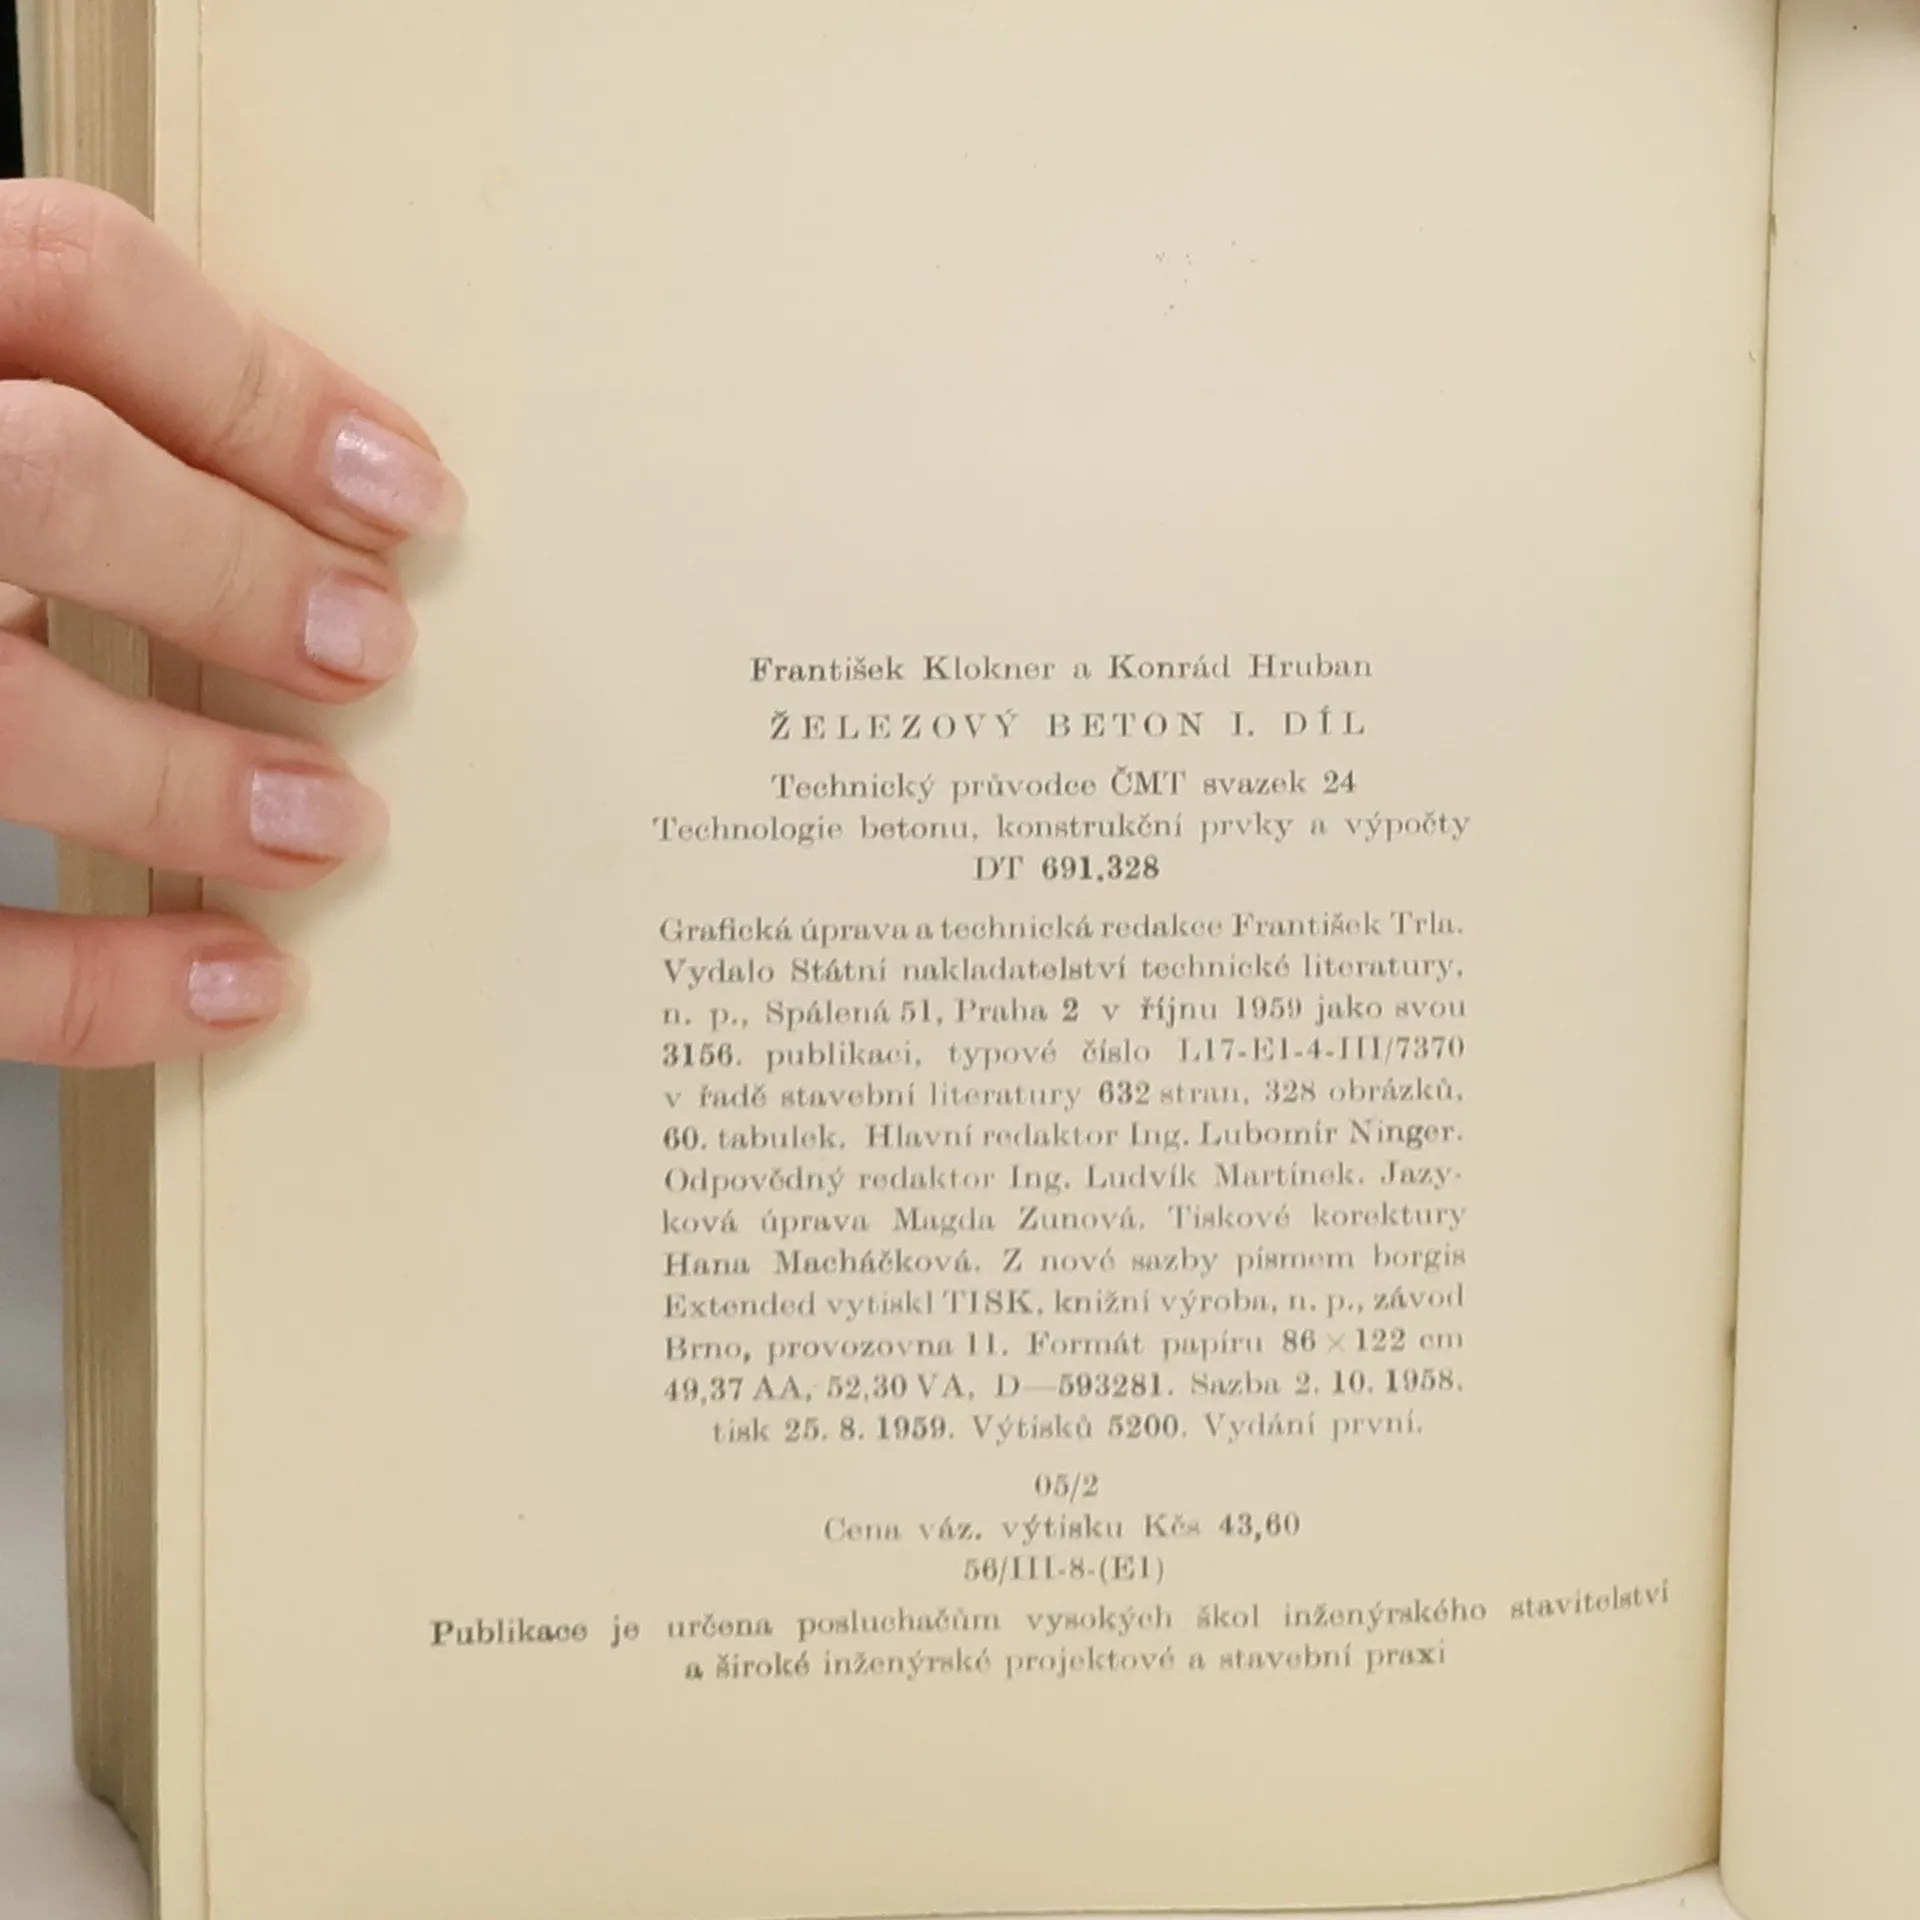 František Klokner a Konrád Hruban
ŽELEZOVÝ BETON I. DÍL
Technický průvodce ČMT svazek 24
Technologie betonu, konstrukční prvky a výpočty
DT 691.328
Grafická úprava a technická redakce František Trla.
Vydalo Státní nakladatelství technické literatury,
n. p., Spálená 51, Praha 2 v říjnu 1959 jako svou
3156. publikaci, typové číslo L17-E1-4-III/7370
v řadě stavební literatury 632 stran, 328 obrázků,
60. tabulek. Hlavní redaktor Ing. Lubomír Ninger.
Odpovědný redaktor Ing. Ludvík Martínek. Jazy-
ková úprava Magda Zunová. Tiskové korektury
Hana Macháčková. Z nové sazby písmem borgis
Extended vytiskl TISK, knižní výroba, n. p., závod
Brno, provozovna 11. Formát papíru 86 × 122 cm
49,37 AA, 52,30 VA, D—593281. Sazba 2. 10. 1958.
tisk 25. 8. 1959. Výtisků 5200. Vydání první.
05/2
Cena váz. výtisku Kčs 43,60
56/III-8-(E1)
Publikace je určena posluchačům vysokých škol inženýrského stavitelství
a široké inženýrské projektové a stavební praxi